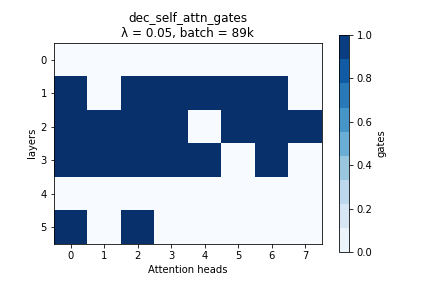 dec_self_attn_gates
λ = 0.05, batch = 89k
layers
0
1
2
3
4
5
0 1 2 3 4 5 6 7
Attention heads
1.0
0.8
0.6
0.4
0.2
0.0
gates